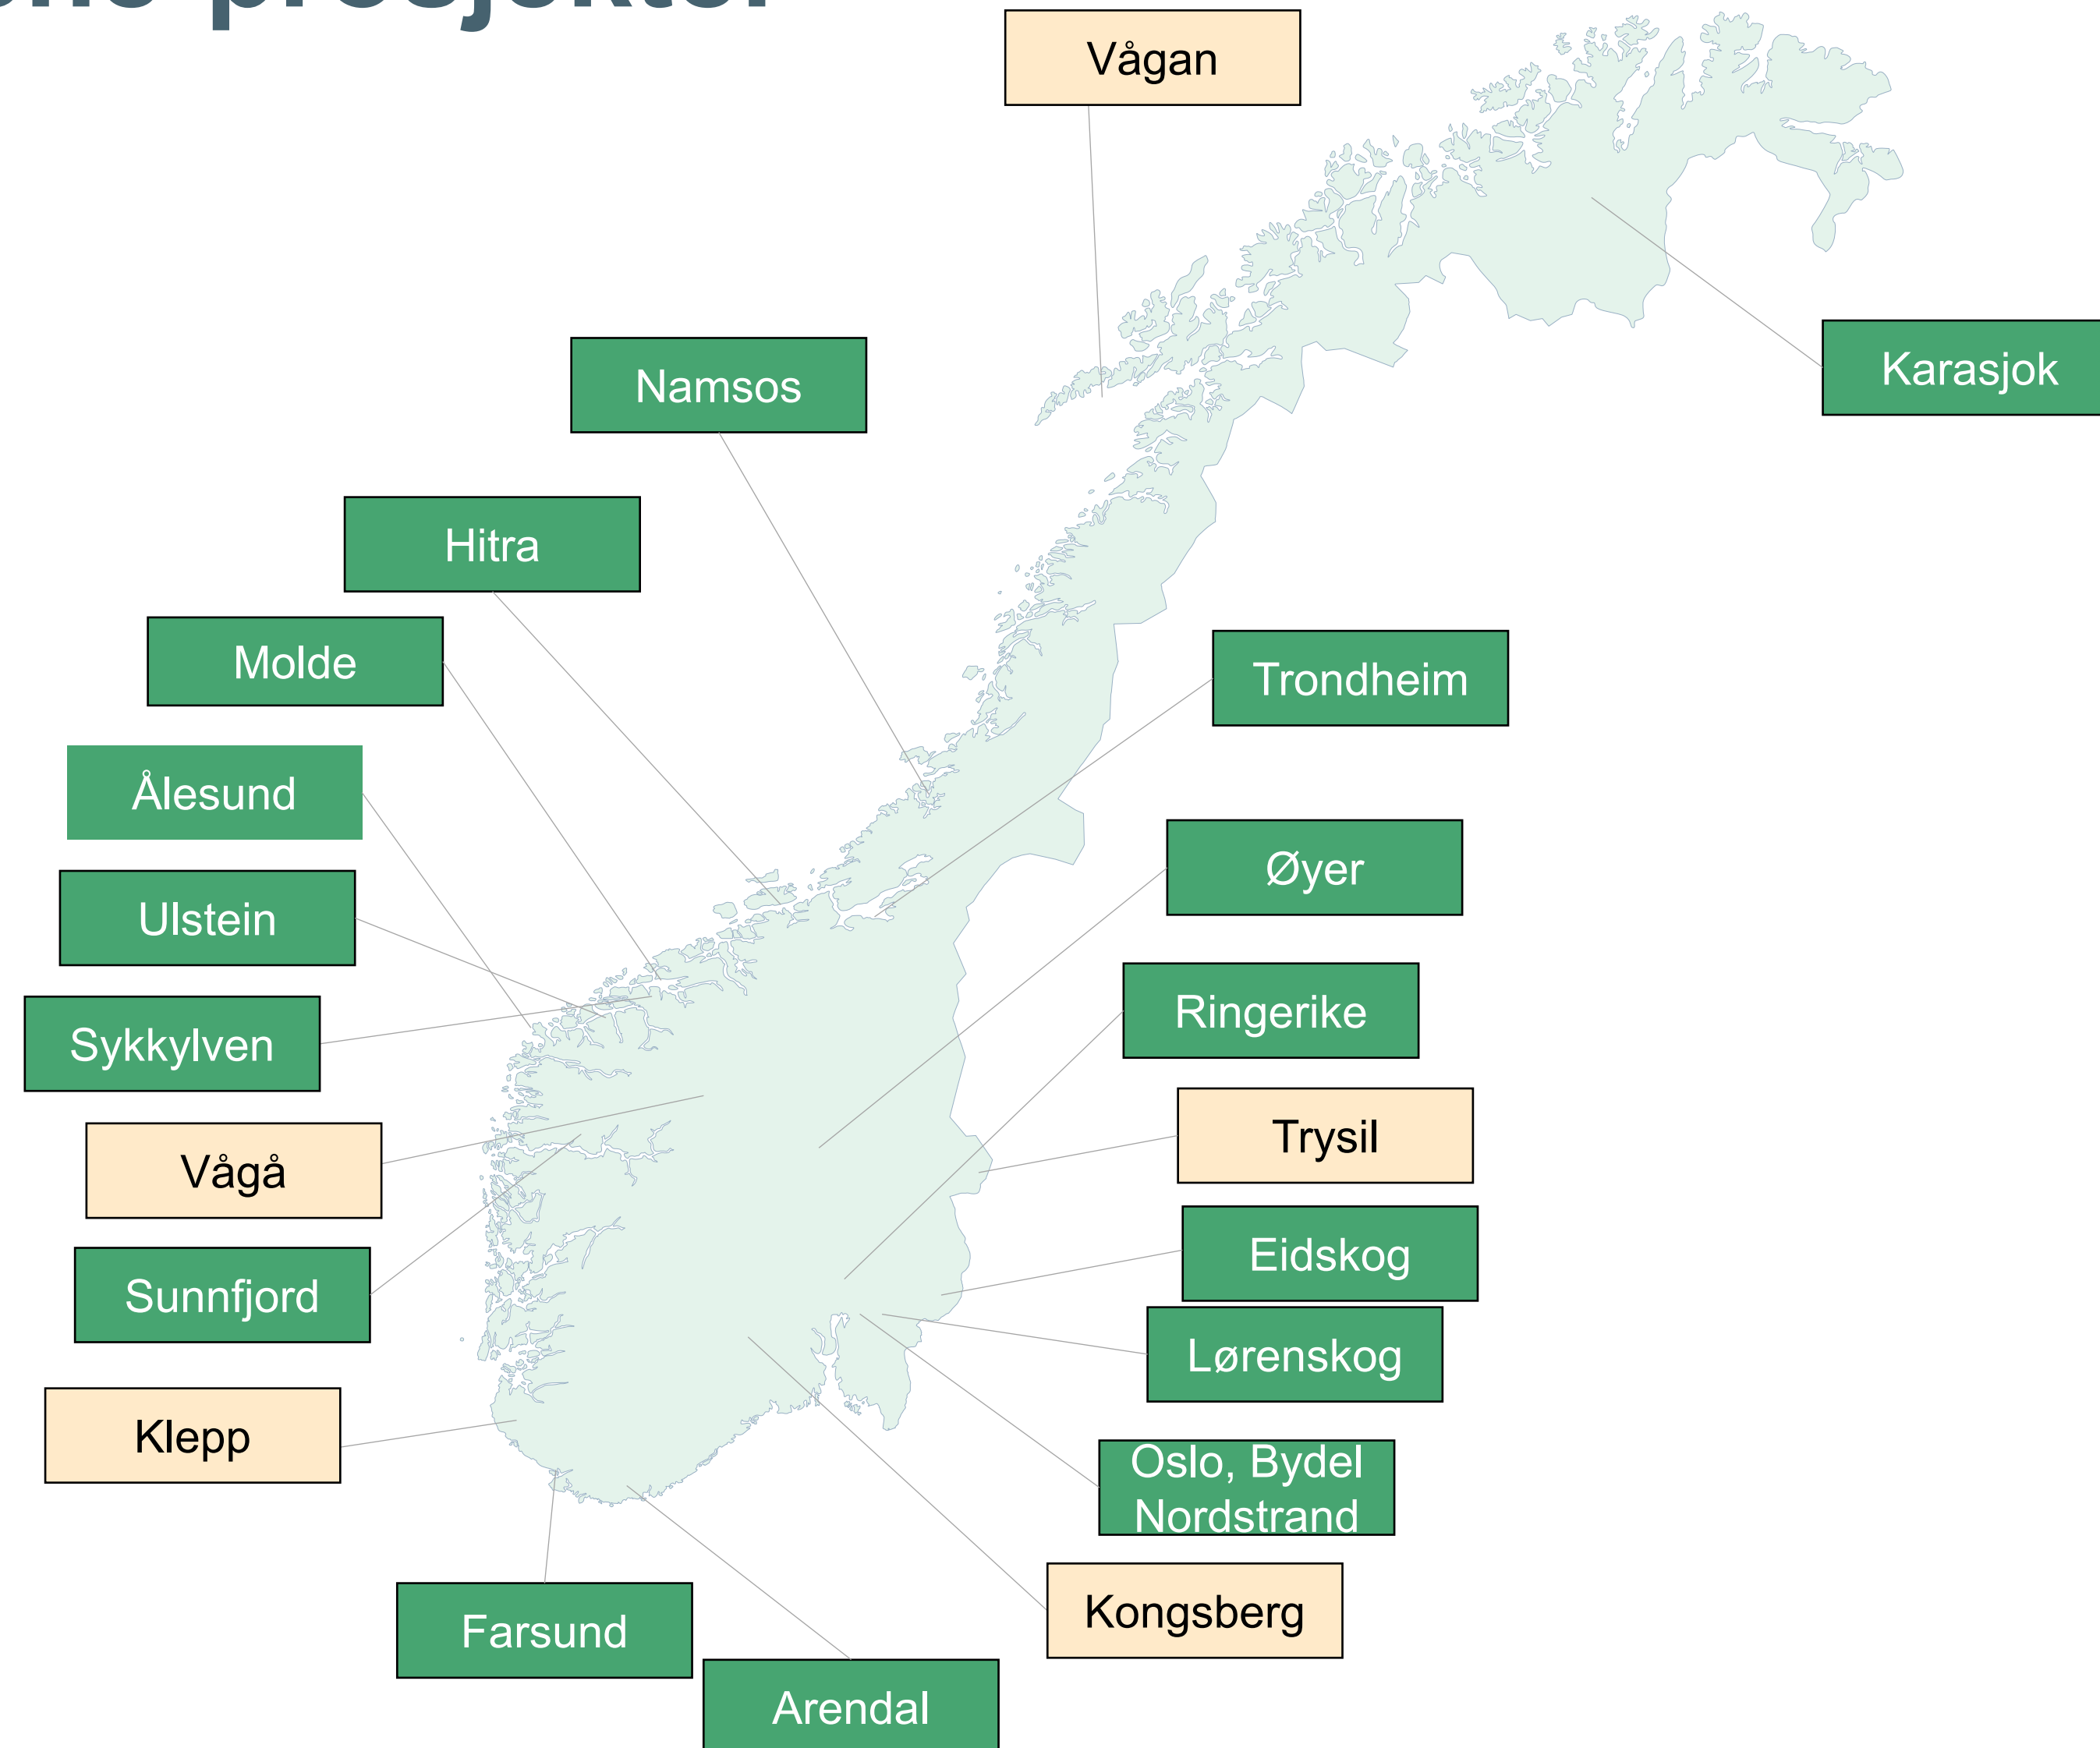 prosjekter
Vågan
Karasjok
Namsos
Hitra
Molde
Trondheim
Ålesund
Øyer
Ulstein
Ringerike
Sykkylven
Trysil
Vågå
Eidskog
Sunnfjord
Lørenskog
Klepp
Oslo, Bydel
Nordstrand
Kongsberg
Farsund
Arendal